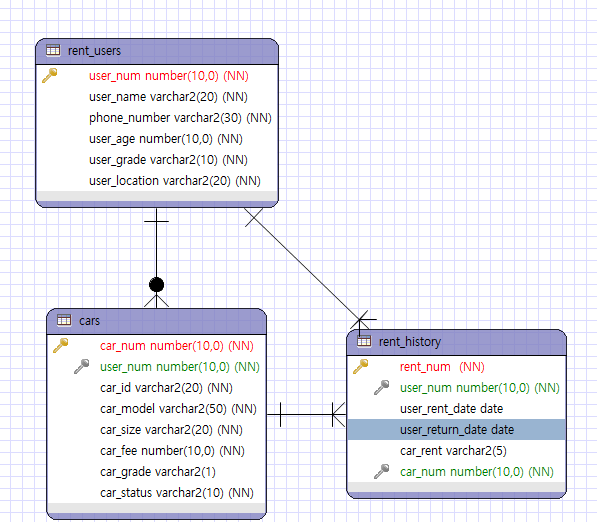 rent_users
user_num number(10,0) (NN)
user_name varchar2(20) (NN)
phone_number varchar2(30) (NN)
user_age number(10,0) (NN)
user_grade varchar2(10) (NN)
user_location varchar2(20) (NN)
cars
car_num number(10,0) (NN)
user_num number(10,0) (NN)
car_id varchar2(20) (NN)
car_model varchar2(50) (NN)
car_size varchar2(20) (NN)
car_fee number(10,0) (NN)
car_grade varchar2(1)
car_status varchar2(10) (NN)
rent_history
rent_num (NN)
user_num number(10,0) (NN)
user_rent_date date
user_return_date date
car_rent varchar2(5)
car_num number(10,0) (NN)